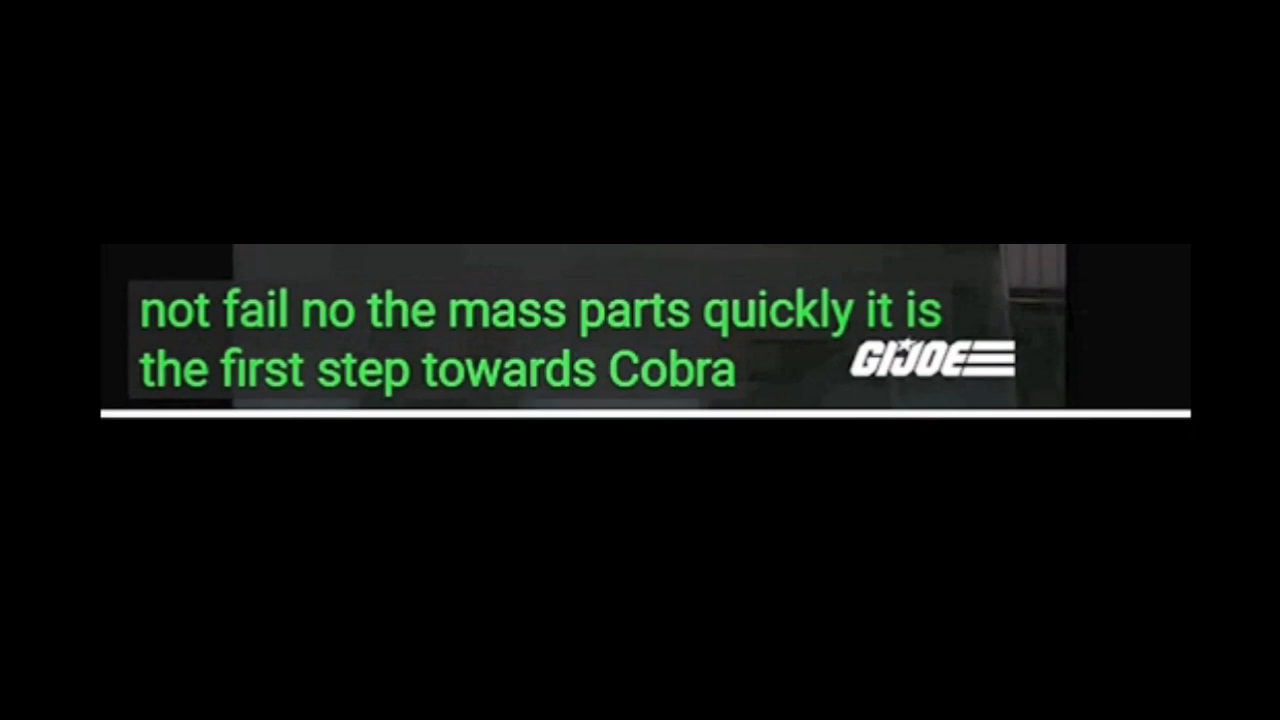 not fail no the mass parts quickly it is
the first step towards Cobra
GIJOE